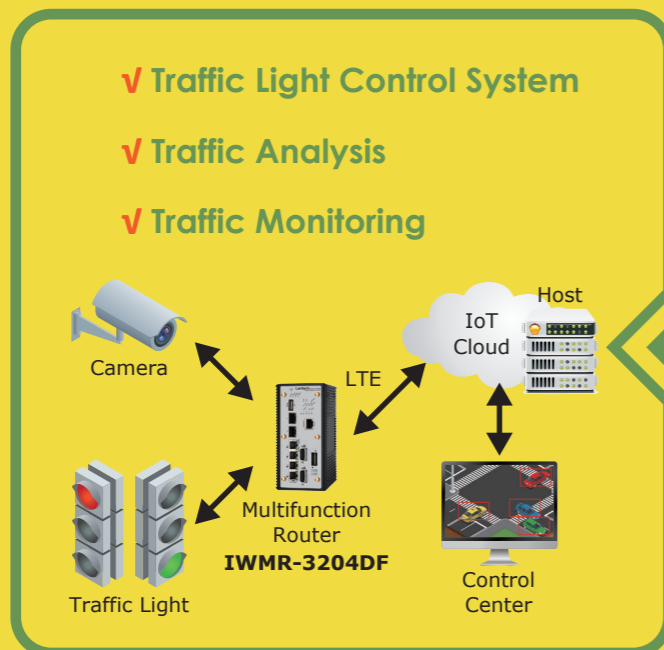 √ Traffic Light Control System
√ Traffic Analysis
√ Traffic Monitoring
Camera
Traffic Light
Multifunction
Router
IWMR-3204DF
LTE
IoT
Cloud
Host
Control
Center